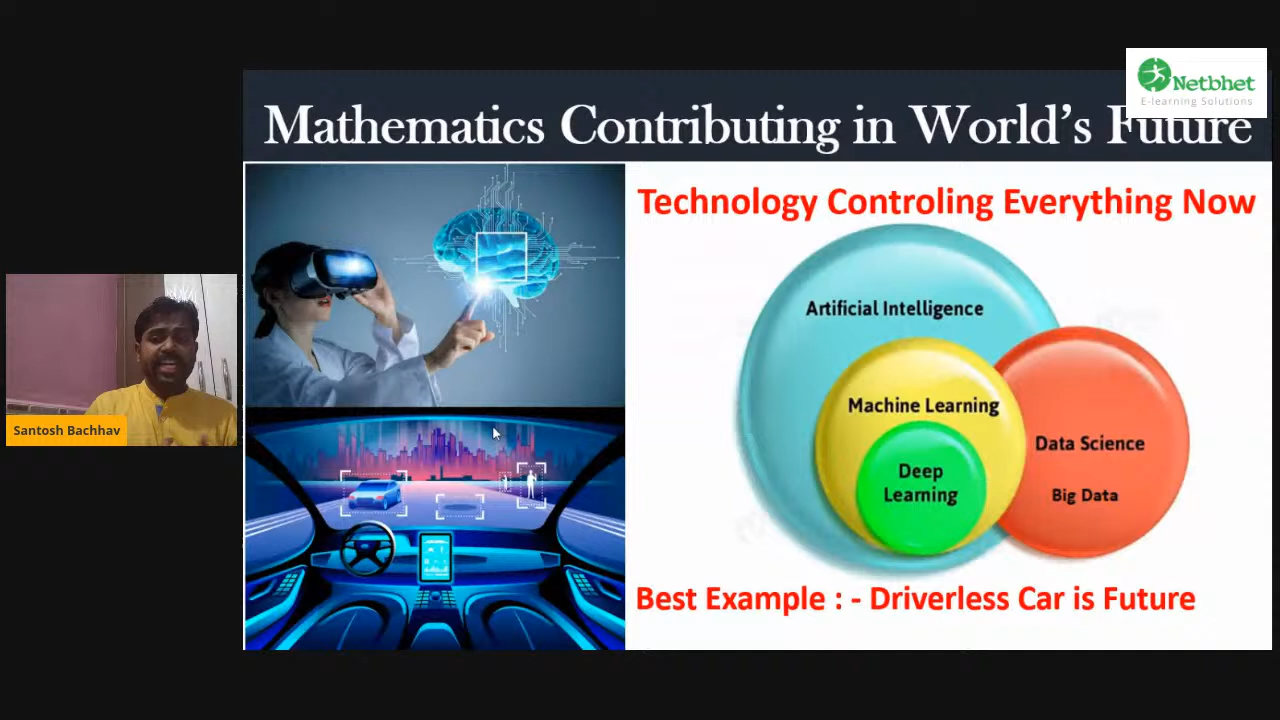 Netbhet
E-learning Solutions
Mathematics Contributing in World's Future
Technology Controling Everything Now
Artificial Intelligence
Machine Learning
Deep
Learning
Data Science
Big Data
Best Example : - Driverless Car is Future
Santosh Bachhav